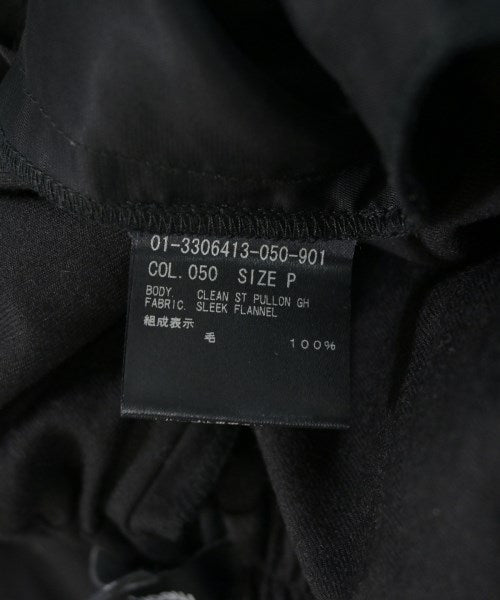 01-3306413-050-901
COL. 050 SIZE P
BODY. CLEAN ST PULLON GH
FABRIC. SLEEK FLANNEL
組成表示
毛 100%